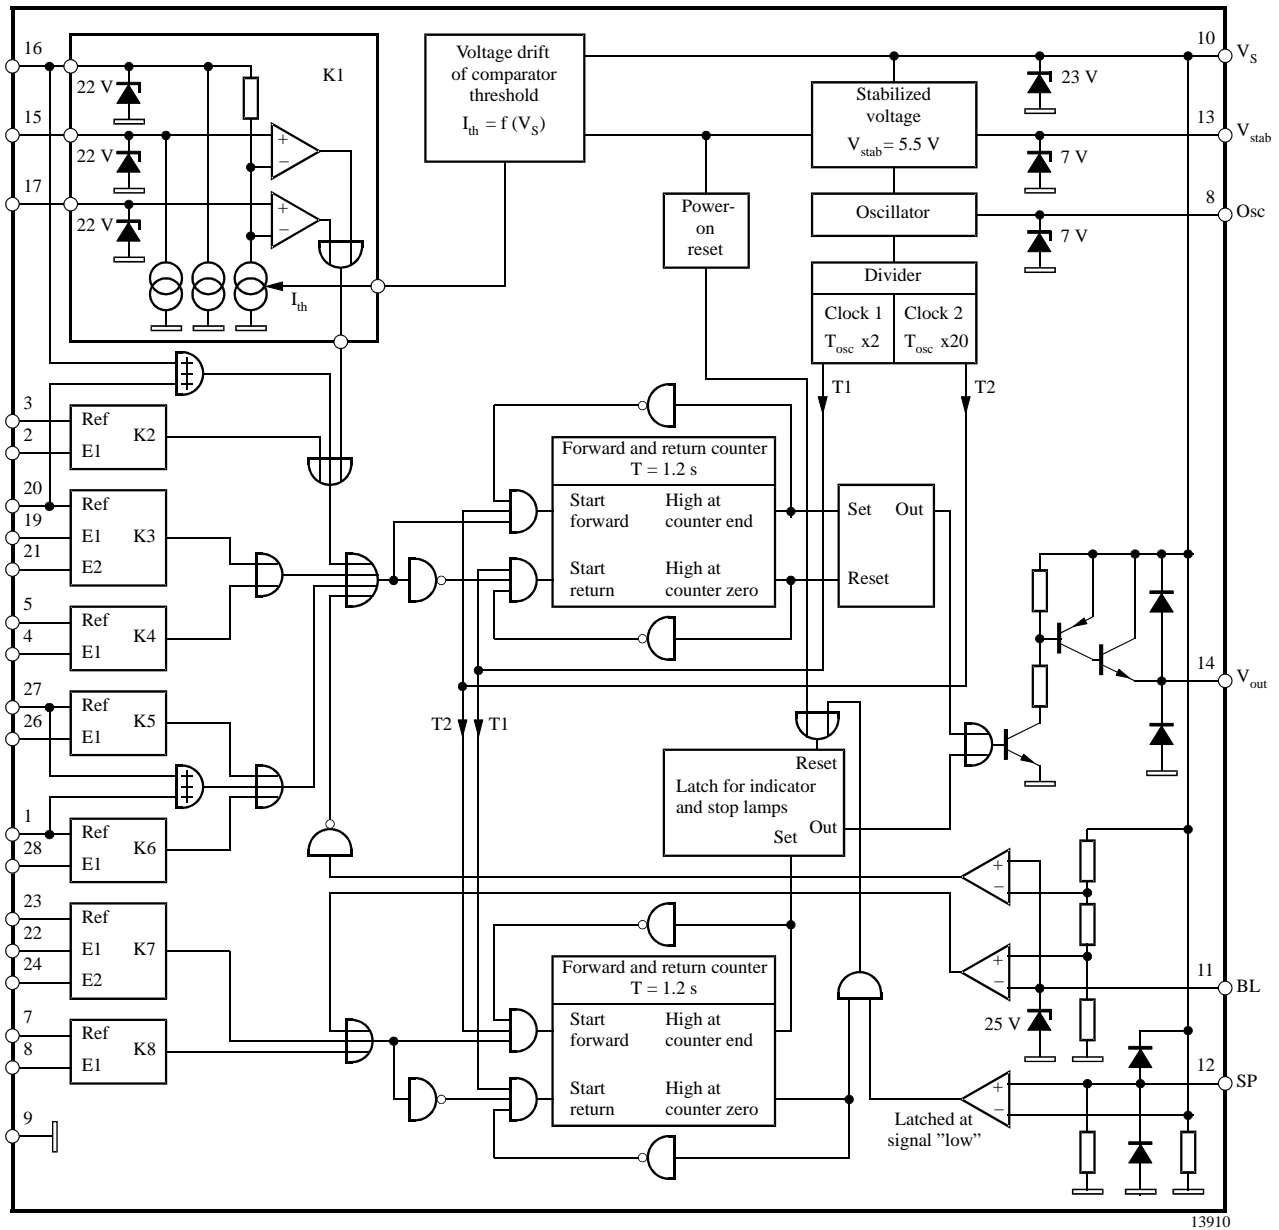 16
K1
22 V
15
22 V
17
22 V
I_th
Voltage drift
of comparator
threshold
I_th = f (V_S)
10
V_S
23 V
Stabilized
voltage
V_stab = 5.5 V
13
V_stab
7 V
Power-
on
reset
Oscillator
8
Osc
7 V
Divider
Clock 1
T_osc x2
Clock 2
T_osc x20
T1
T2
3
Ref
K2
2
E1
20
Ref
19
E1
K3
21
E2
5
Ref
K4
4
E1
27
Ref
K5
26
E1
1
Ref
K6
28
E1
23
Ref
22
E1
K7
24
E2
7
Ref
K8
8
E1
9
Forward and return counter
T = 1.2 s
Start
forward
High at
counter end
Start
return
High at
counter zero
Set
Out
Reset
14
V_out
T2
T1
Reset
Latch for indicator
and stop lamps
Out
Set
Forward and return counter
T = 1.2 s
Start
forward
High at
counter end
Start
return
High at
counter zero
11
BL
25 V
12
SP
Latched at
signal ”low”
13910